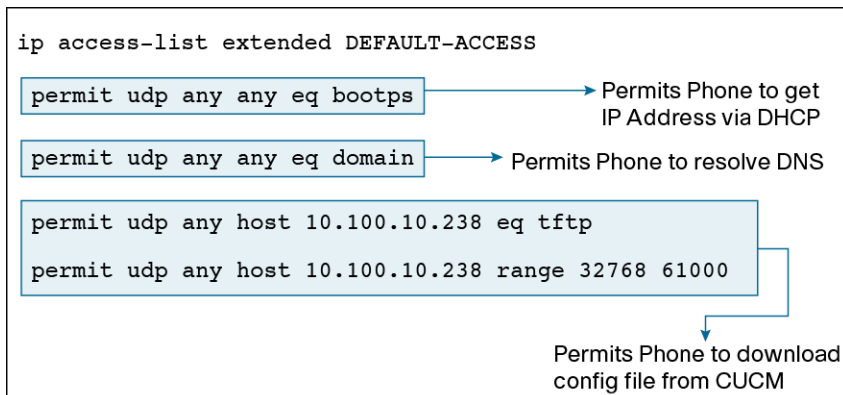 ip access-list extended DEFAULT-ACCESS
permit udp any any eq bootps
Permits Phone to get
IP Address via DHCP
permit udp any any eq domain
Permits Phone to resolve DNS
permit udp any host 10.100.10.238 eq tftp
permit udp any host 10.100.10.238 range 32768 61000
Permits Phone to download
config file from CUCM